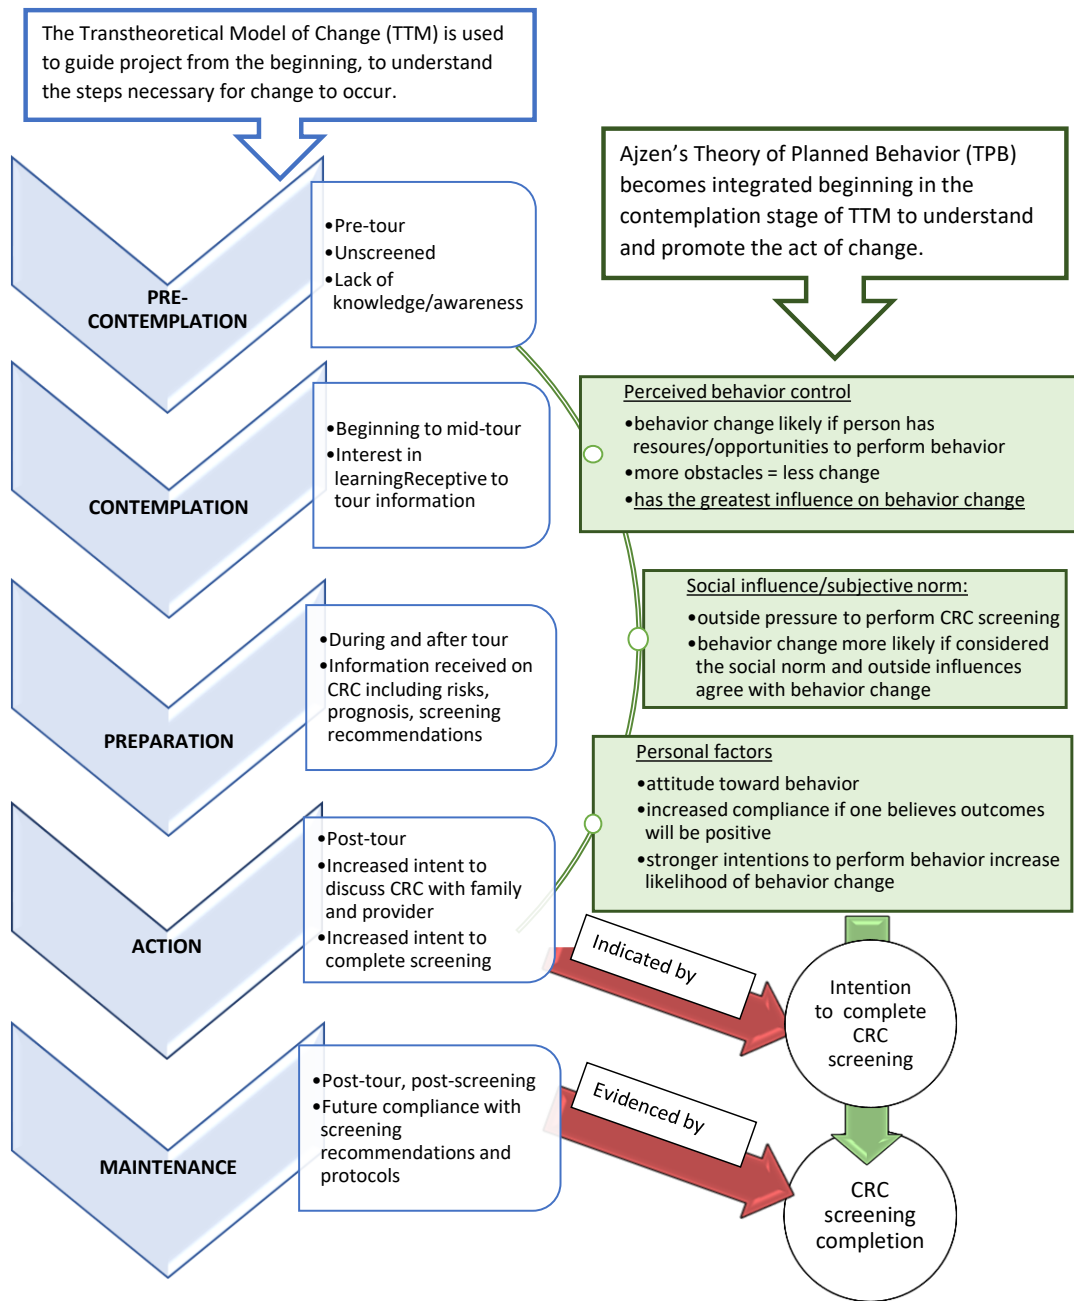 The Transtheoretical Model of Change (TTM) is used
to guide project from the beginning, to understand
the steps necessary for change to occur.
Ajzen's Theory of Planned Behavior (TPB)
becomes integrated beginning in the
contemplation stage of TTM to understand
and promote the act of change.
PRE-
CONTEMPLATION
•Pre-tour
•Unscreened
•Lack of
knowledge/awareness
CONTEMPLATION
•Beginning to mid-tour
•Interest in
learningReceptive to
tour information
PREPARATION
•During and after tour
•Information received on
CRC including risks,
prognosis, screening
recommendations
ACTION
•Post-tour
•Increased intent to
discuss CRC with family
and provider
•Increased intent to
complete screening
MAINTENANCE
•Post-tour, post-screening
•Future compliance with
screening
recommendations and
protocols
Perceived behavior control
•behavior change likely if person has
resoures/opportunities to perform behavior
•more obstacles = less change
•has the greatest influence on behavior change
Social influence/subjective norm:
•outside pressure to perform CRC screening
•behavior change more likely if considered
the social norm and outside influences
agree with behavior change
Personal factors
•attitude toward behavior
•increased compliance if one believes outcomes
will be positive
•stronger intentions to perform behavior increase
likelihood of behavior change
Indicated by
Intention
to complete
CRC
screening
Evidenced by
CRC
screening
completion